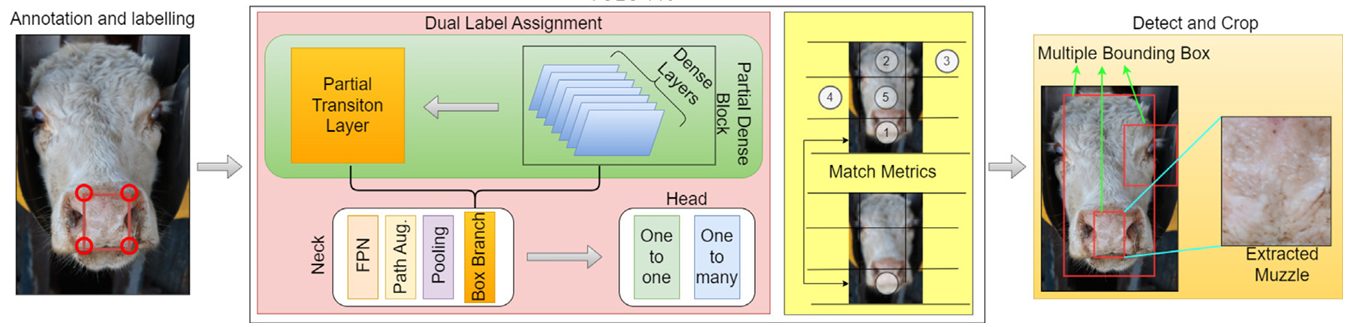 Annotation and labelling
Dual Label Assignment
Partial
Transiton
Layer
Dense
Layers
Partial Dense
Block
Neck
FPN
Path Aug.
Pooling
Box Branch
Head
One
to
one
One
to
many
2
3
4
5
1
Match Metrics
Detect and Crop
Multiple Bounding Box
Extracted
Muzzle